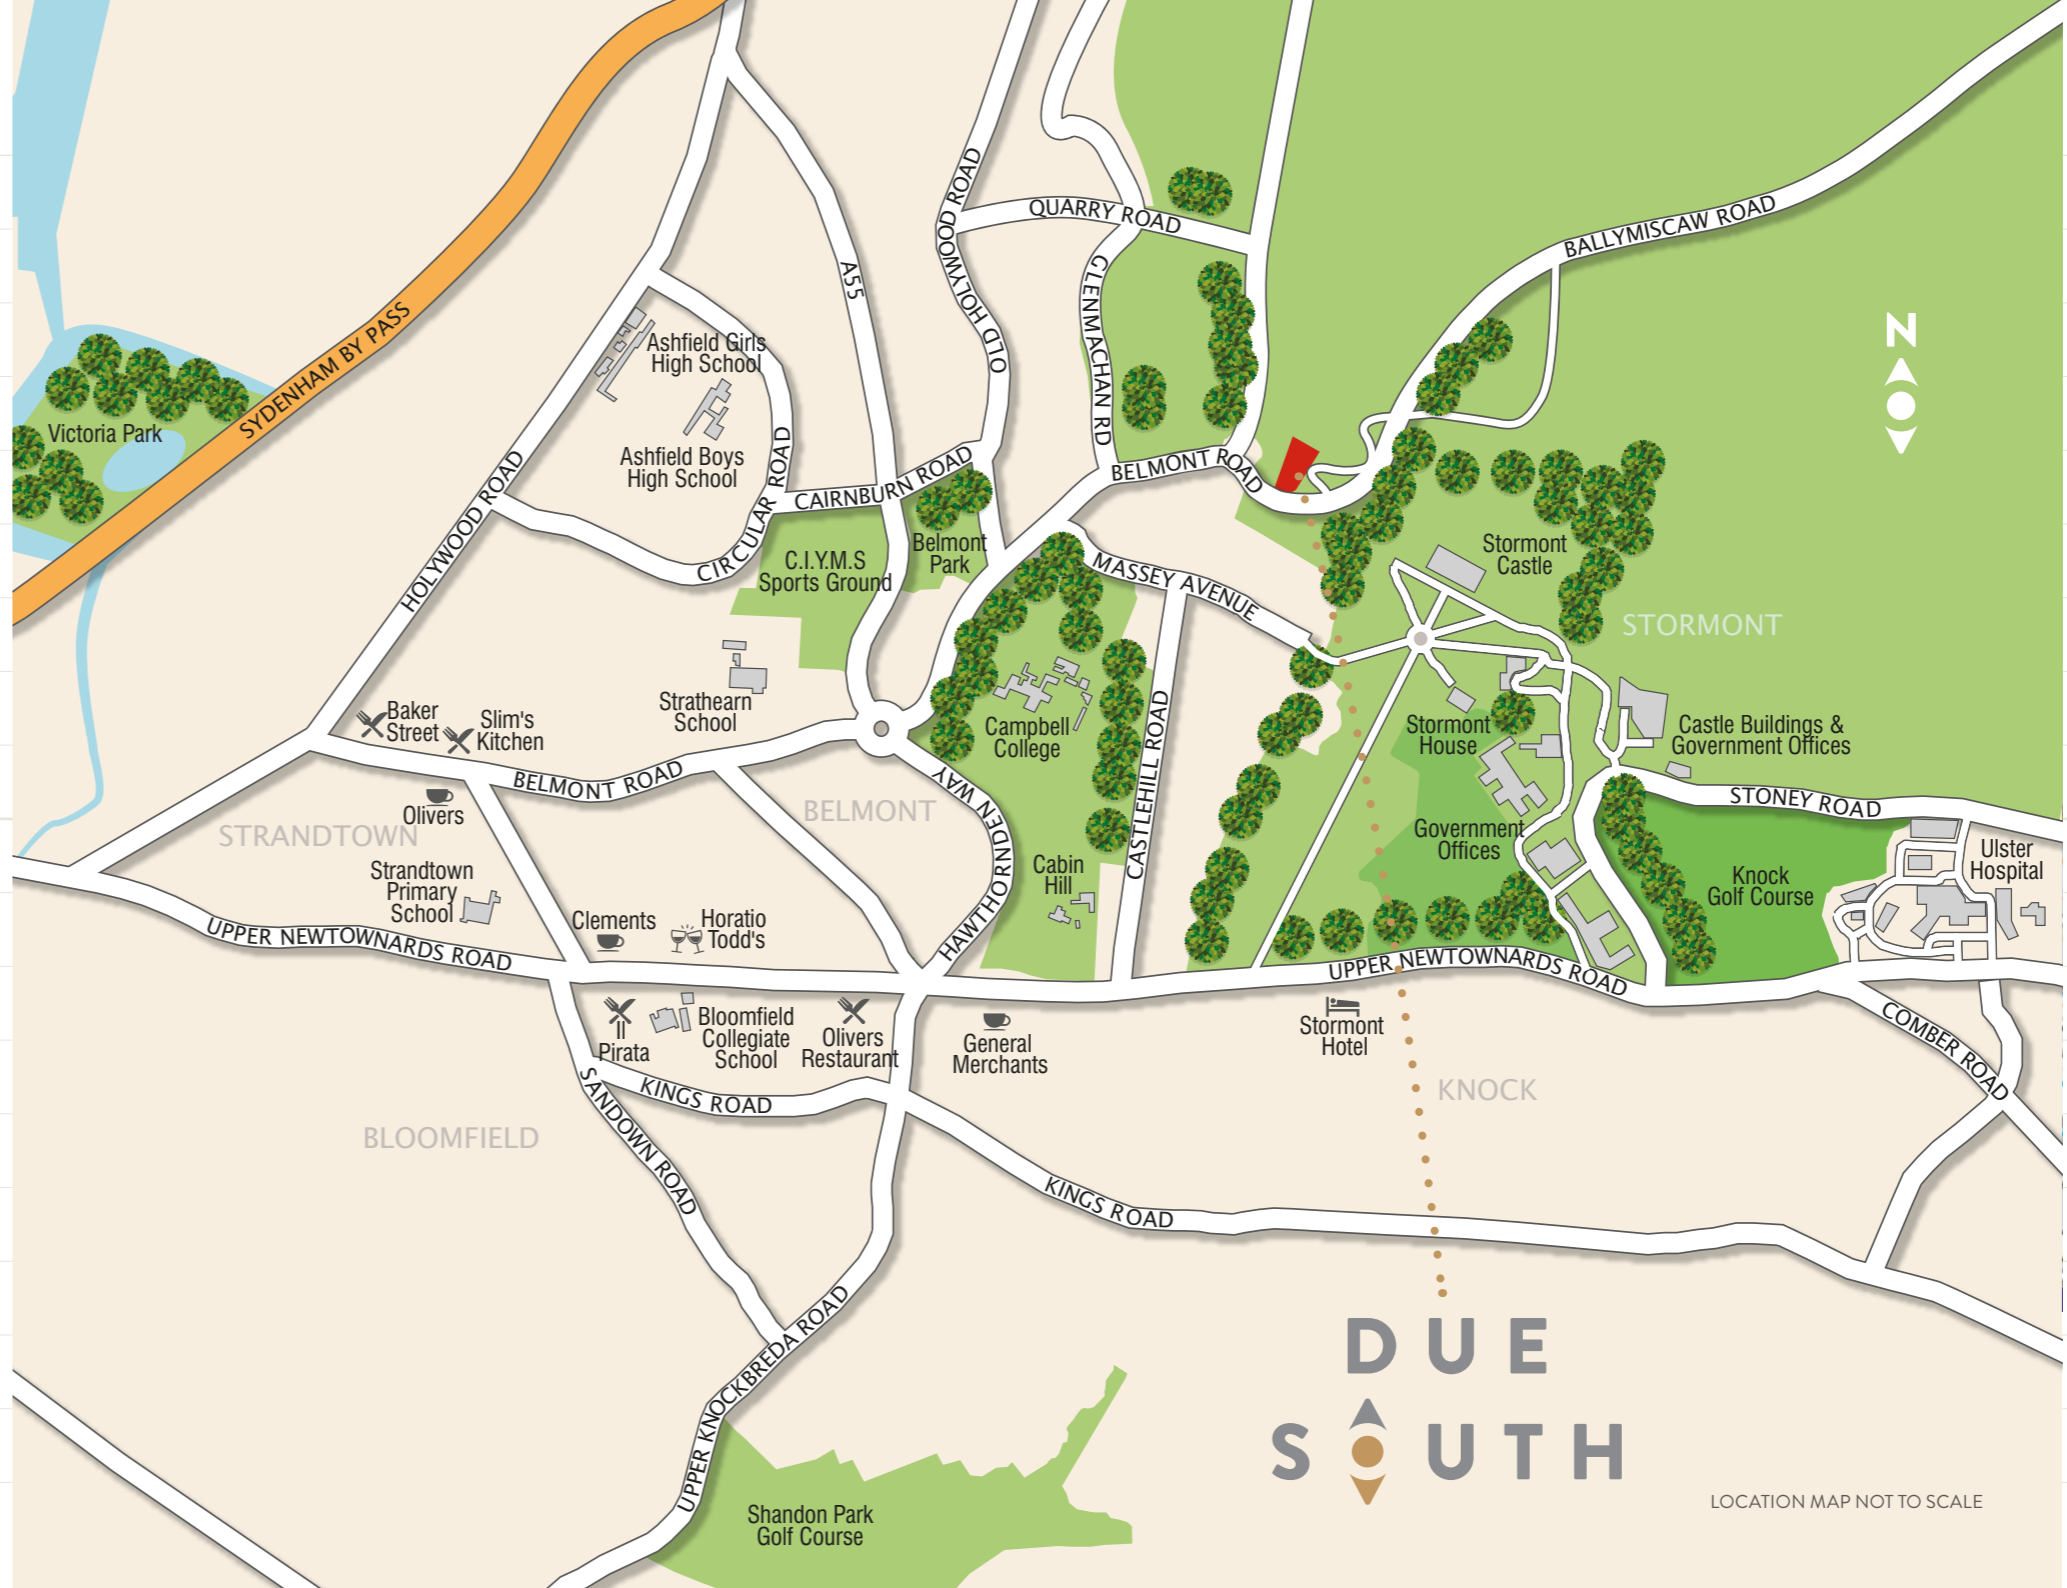 N
SYDENHAM BY PASS
Victoria Park
HOLYWOOD ROAD
Ashfield Girls
High School
Ashfield Boys
High School
A55
OLD HOLYWOOD ROAD
QUARRY ROAD
GLENMACHAN RD
BALLYMISCAW ROAD
CIRCULAR ROAD
CAIRNBURN ROAD
BELMONT ROAD
C.I.Y.M.S
Sports Ground
Belmont
Park
MASSEY AVENUE
Stormont
Castle
STORMONT
Strathearn
School
Baker
Street
Slim's
Kitchen
BELMONT ROAD
Olivers
STRANDTOWN
BELMONT
Campbell
College
HAWTHORNDEN WAY
CASTLEHILL ROAD
Cabin
Hill
Stormont
House
Castle Buildings &
Government Offices
Government
Offices
STONEY ROAD
Knock
Golf Course
Ulster
Hospital
Strandtown
Primary
School
Clements
Horatio
Todd's
UPPER NEWTOWNARDS ROAD
UPPER NEWTOWNARDS ROAD
Il
Pirata
Bloomfield
Collegiate
School
Olivers
Restaurant
General
Merchants
Stormont
Hotel
COMBER ROAD
KNOCK
KINGS ROAD
SANDOWN ROAD
BLOOMFIELD
KINGS ROAD
UPPER KNOCKBREDA ROAD
Shandon Park
Golf Course
DUE
SOUTH
LOCATION MAP NOT TO SCALE